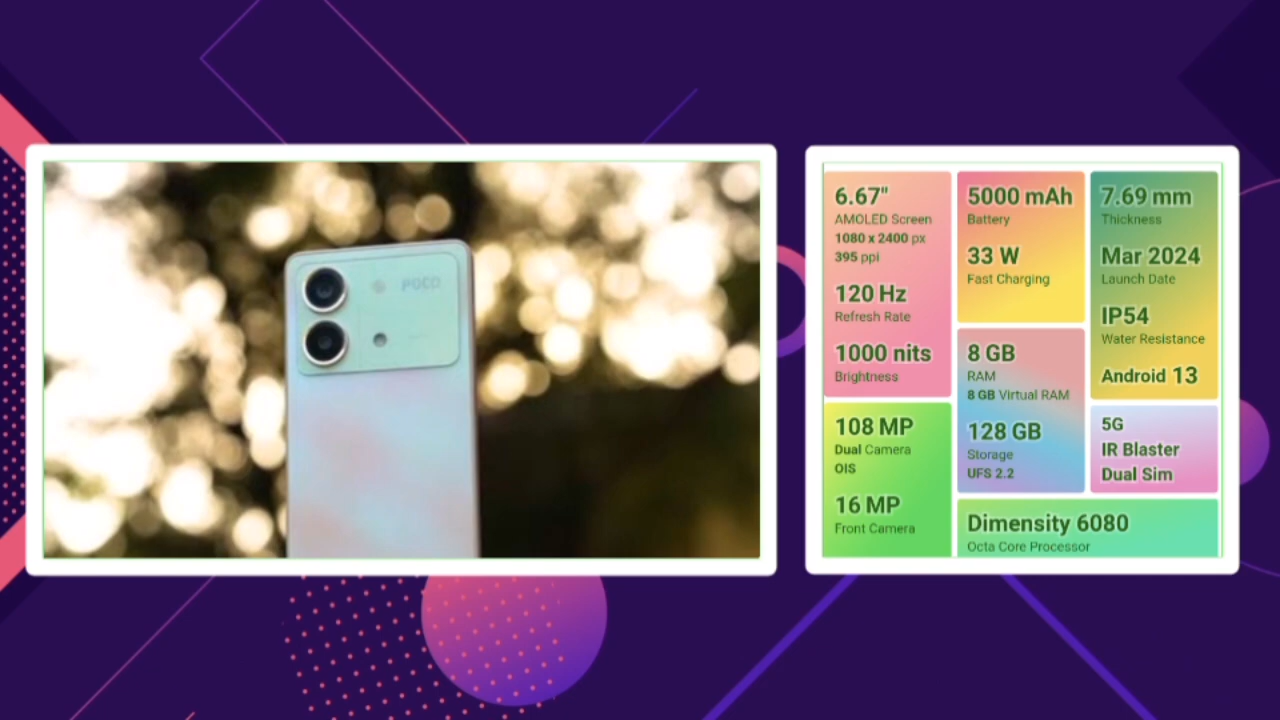 POCO
6.67"
AMOLED Screen
1080 x 2400 px
395 ppi
120 Hz
Refresh Rate
1000 nits
Brightness
108 MP
Dual Camera
OIS
16 MP
Front Camera
5000 mAh
Battery
33 W
Fast Charging
8 GB
RAM
8 GB Virtual RAM
128 GB
Storage
UFS 2.2
7.69 mm
Thickness
Mar 2024
Launch Date
IP54
Water Resistance
Android 13
5G
IR Blaster
Dual Sim
Dimensity 6080
Octa Core Processor